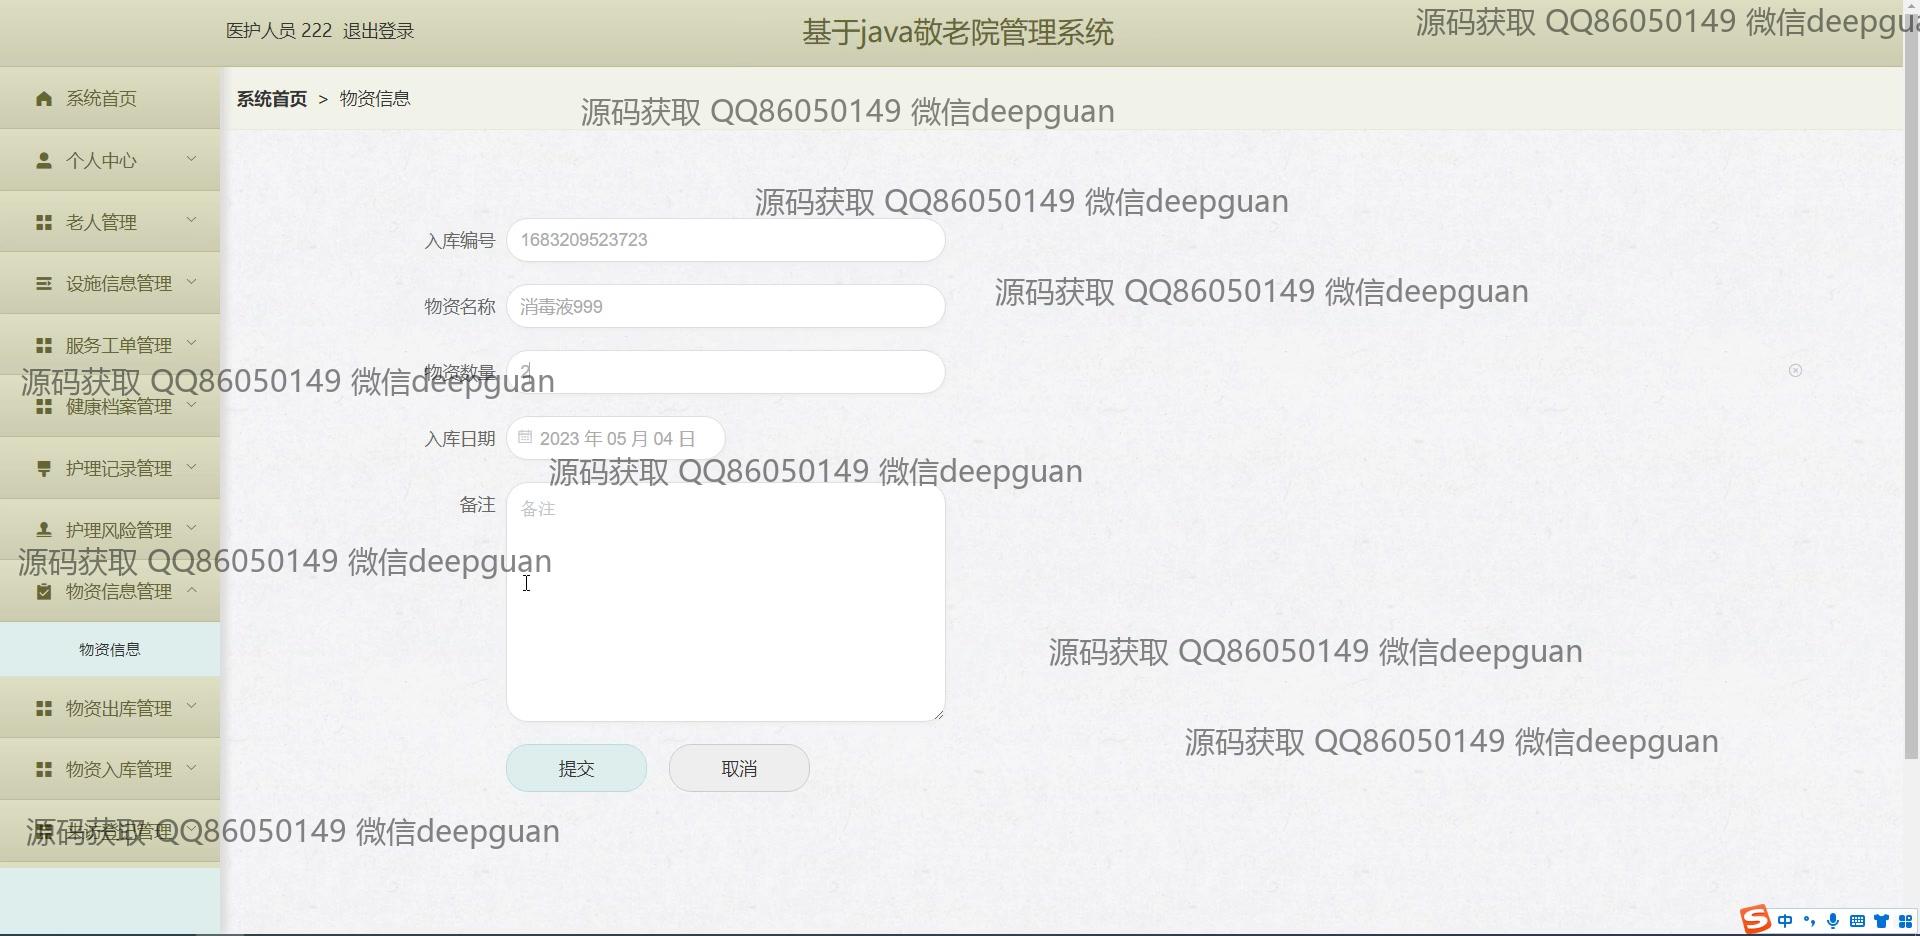 医护人员 222 退出登录
基于java敬老院管理系统
源码获取 QQ86050149 微信deepgua
系统首页
系统首页 > 物资信息
源码获取 QQ86050149 微信deepguan
个人中心
源码获取 QQ86050149 微信deepguan
老人管理
入库编号 1683209523723
设施信息管理
源码获取 QQ86050149 微信deepguan
物资名称 消毒液999
服务工单管理
物资数量 2
源码获取 QQ86050149 微信deepguan
健康档案管理
入库日期 2023 年 05 月 04 日
护理记录管理
源码获取 QQ86050149 微信deepguan
备注 备注
护理风险管理
源码获取 QQ86050149 微信deepguan
物资信息管理
物资信息
源码获取 QQ86050149 微信deepguan
物资出库管理
源码获取 QQ86050149 微信deepguan
物资入库管理
提交 取消
源码获取 QQ86050149 微信deepguan
管理
中